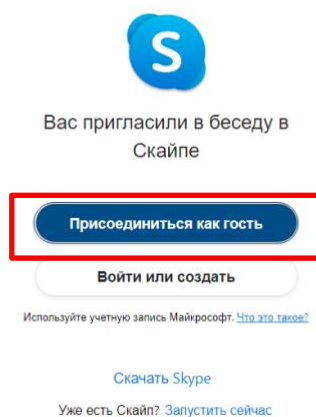 S
Вас пригласили в беседу в
Скайпе
Присоединиться как гость
Войти или создать
Используйте учетную запись Майкрософт. Что это такое?
Скачать Skype
Уже есть Скайп? Запустить сейчас